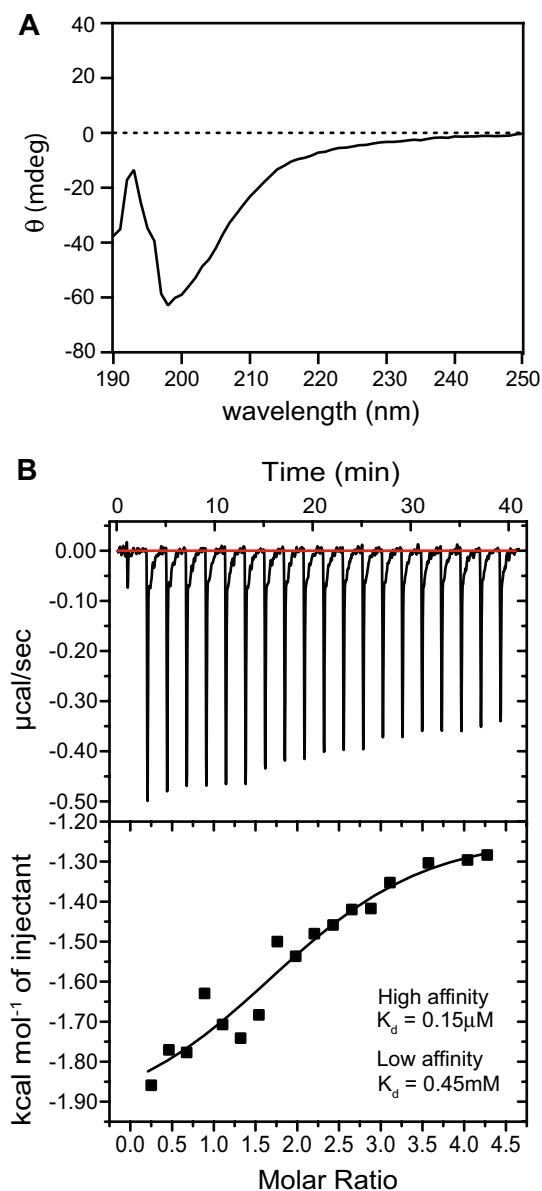 A
40
20
0
-20
-40
-60
-80
θ (mdeg)
190 200 210 220 230 240 250
wavelength (nm)
B
Time (min)
0 10 20 30 40
0.00
-0.10
-0.20
-0.30
-0.40
-0.50
µcal/sec
-1.20
-1.30
-1.40
-1.50
-1.60
-1.70
-1.80
-1.90
kcal mol⁻¹ of injectant
High affinity
K_d = 0.15µM
Low affinity
K_d = 0.45mM
0.0 0.5 1.0 1.5 2.0 2.5 3.0 3.5 4.0 4.5
Molar Ratio